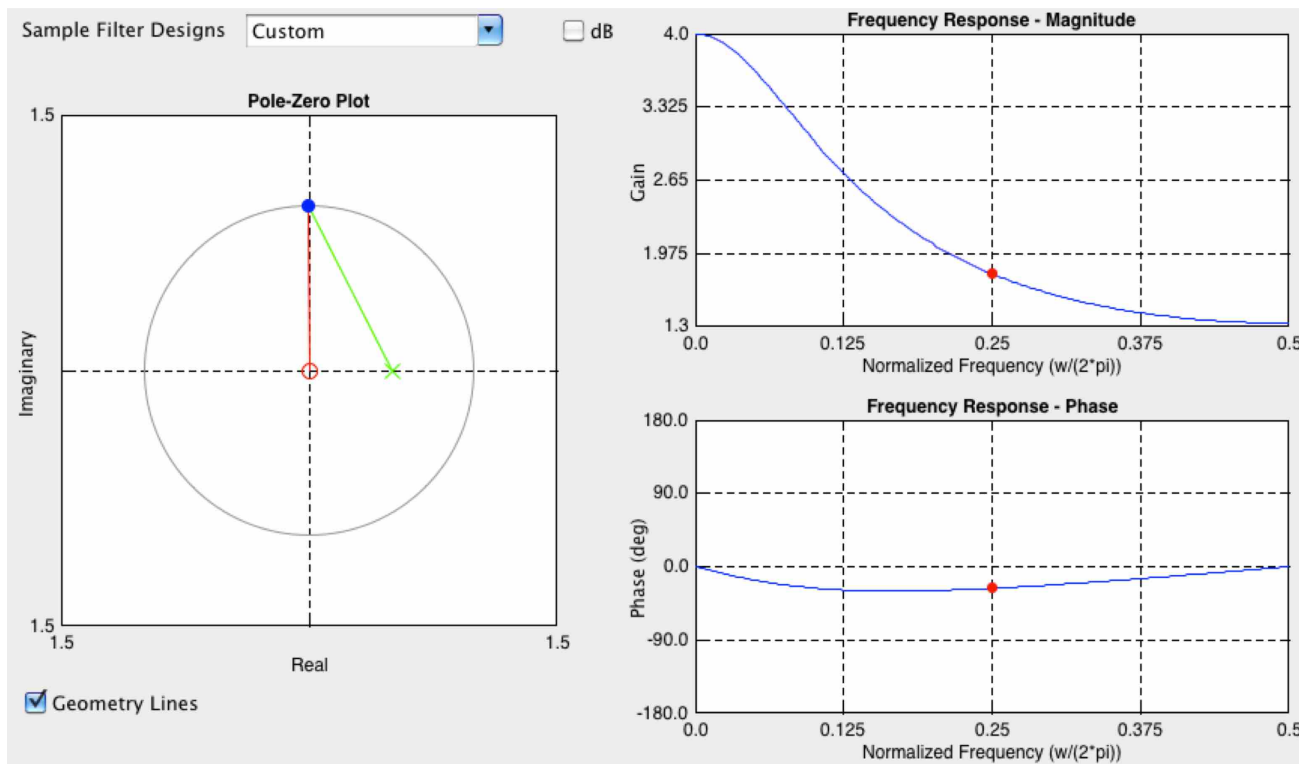 Sample Filter Designs
Custom
dB
Pole-Zero Plot
1.5
Imaginary
1.5
1.5
1.5
Real
Geometry Lines
Frequency Response - Magnitude
4.0
3.325
2.65
1.975
1.3
Gain
0.0 0.125 0.25 0.375 0.5
Normalized Frequency (w/(2*pi))
Frequency Response - Phase
180.0
90.0
0.0
-90.0
-180.0
Phase (deg)
0.0 0.125 0.25 0.375 0.5
Normalized Frequency (w/(2*pi))